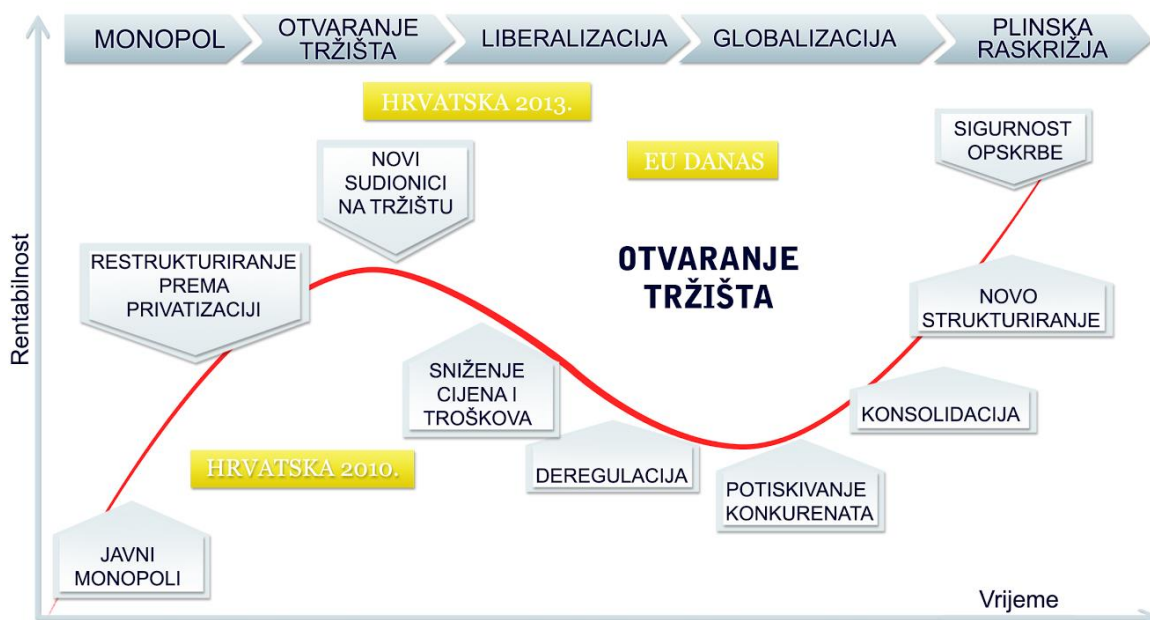 MONOPOL
OTVARANJE
TRŽIŠTA
LIBERALIZACIJA
GLOBALIZACIJA
PLINSKA
RASKRIŽJA
HRVATSKA 2013.
SIGURNOST
OPSKRBE
NOVI
SUDIONICI
NA TRŽIŠTU
EU DANAS
RESTRUKTURIRANJE
PREMA
PRIVATIZACIJI
OTVARANJE
TRŽIŠTA
NOVO
STRUKTURIRANJE
Rentabilnost
SNIŽENJE
CIJENA I
TROŠKOVA
KONSOLIDACIJA
HRVATSKA 2010.
DEREGULACIJA
POTISKIVANJE
KONKURENATA
JAVNI
MONOPOLI
Vrijeme